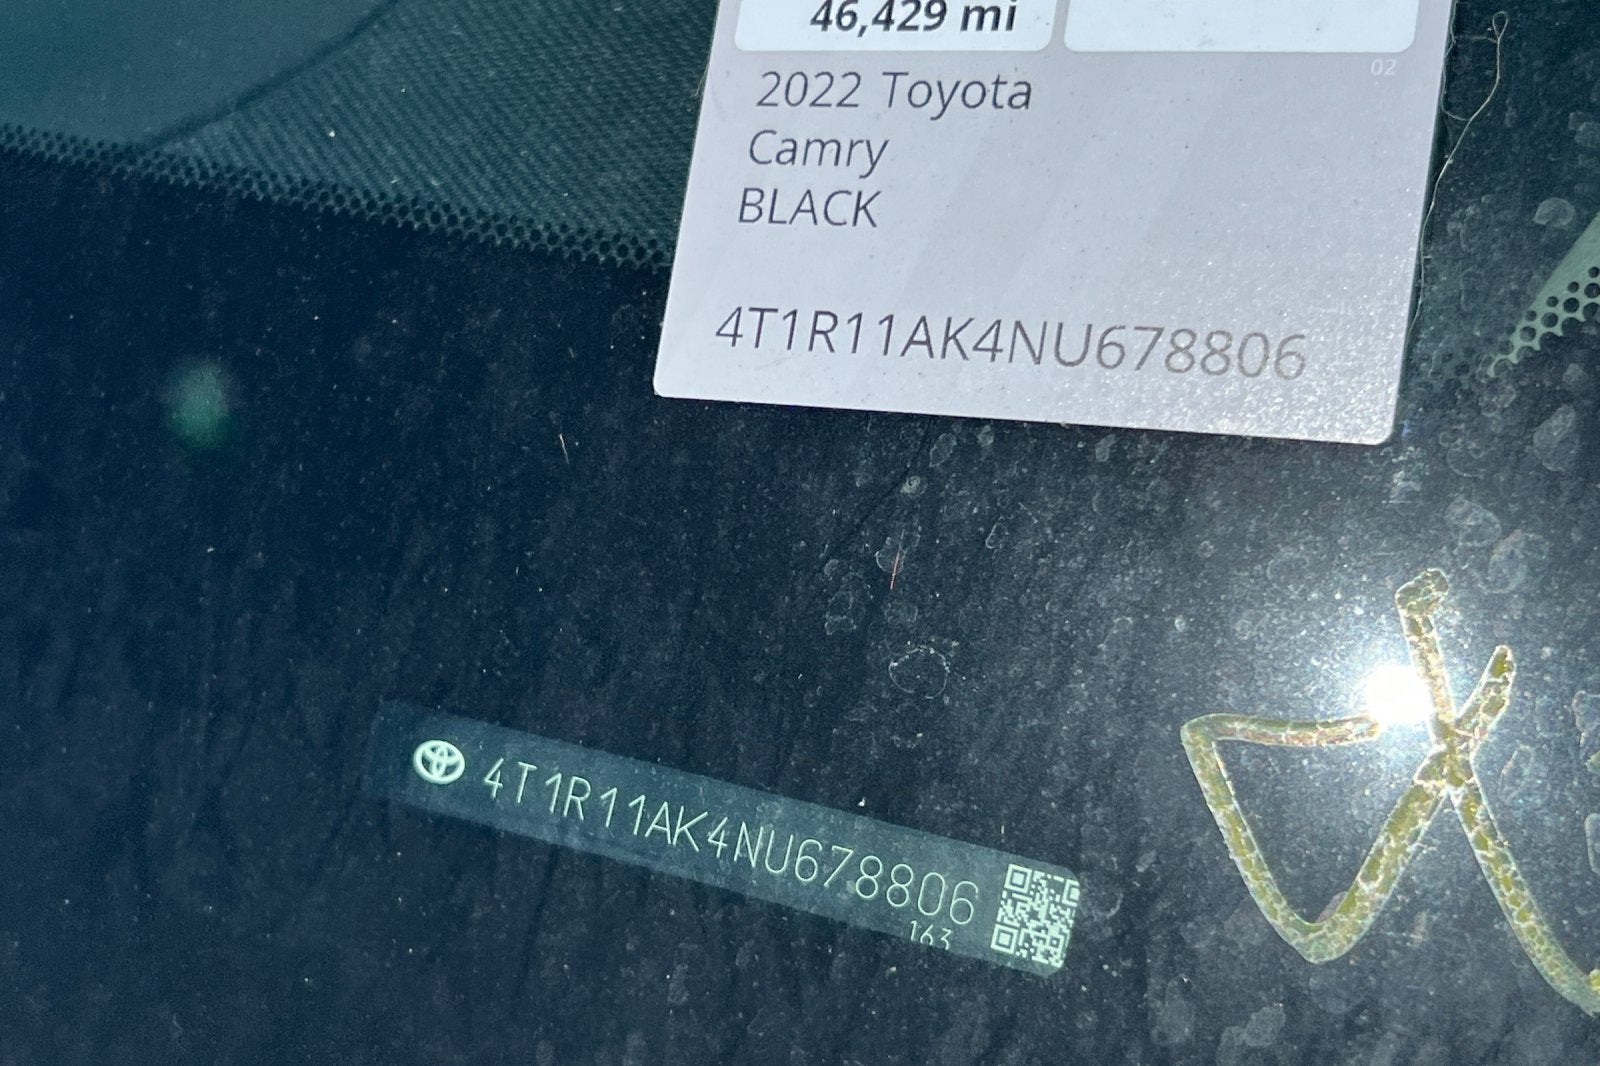 46,429 mi
02
2022 Toyota
Camry
BLACK
4T1R11AK4NU678806
4T1R11AK4NU678806
163